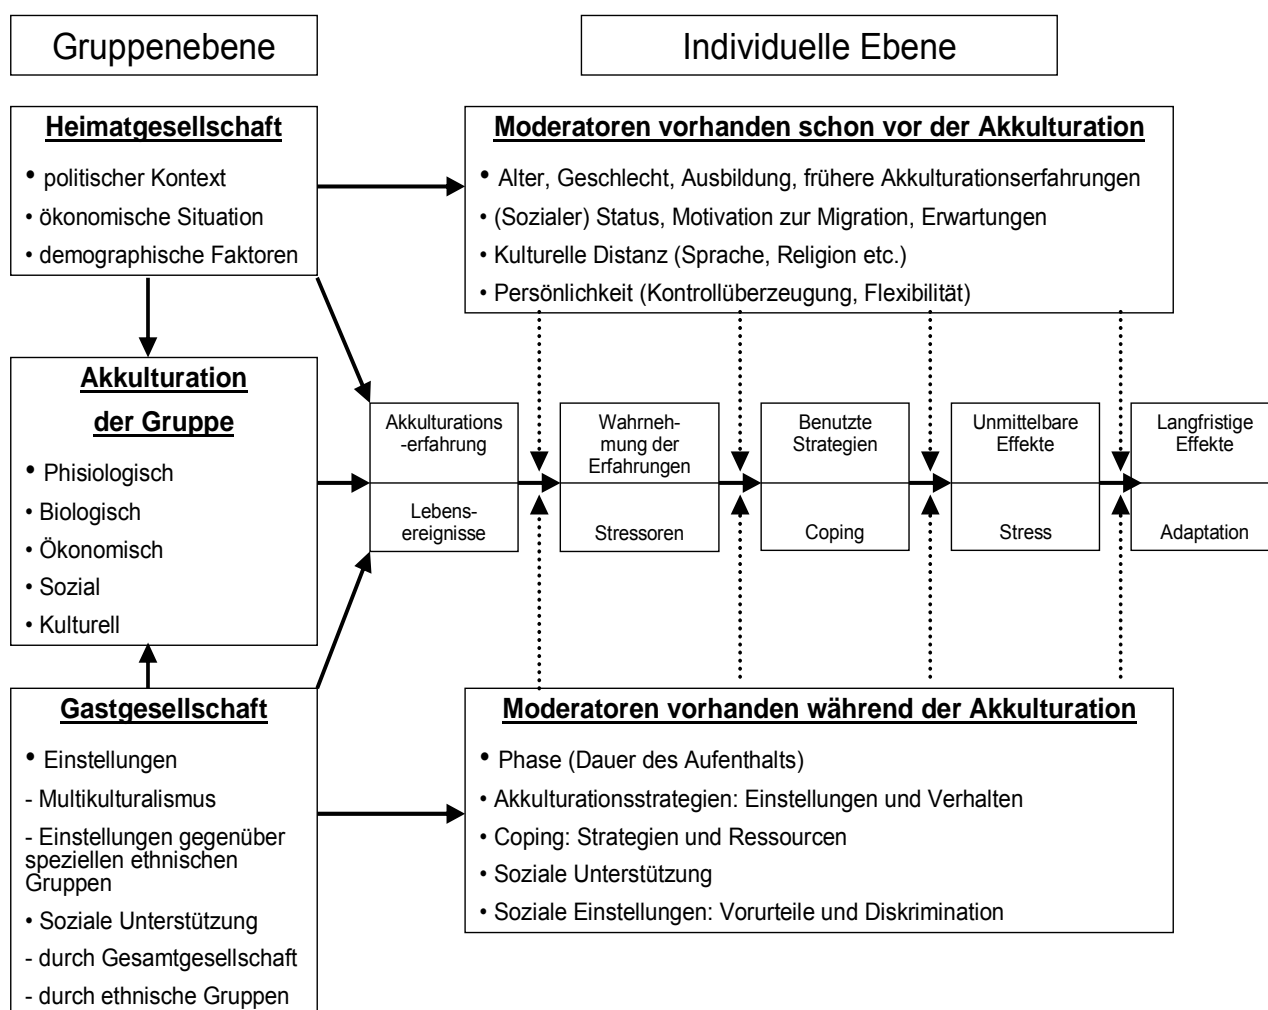 Gruppenebene
Individuelle Ebene
Heimatgesellschaft
• politischer Kontext
• ökonomische Situation
• demographische Faktoren
Moderatoren vorhanden schon vor der Akkulturation
• Alter, Geschlecht, Ausbildung, frühere Akkulturationserfahrungen
• (Sozialer) Status, Motivation zur Migration, Erwartungen
• Kulturelle Distanz (Sprache, Religion etc.)
• Persönlichkeit (Kontrollüberzeugung, Flexibilität)
Akkulturation
der Gruppe
• Phisiologisch
• Biologisch
• Ökonomisch
• Sozial
• Kulturell
Akkulturations
-erfahrung
Lebens-
ereignisse
Wahrneh-
mung der
Erfahrungen
Stressoren
Benutzte
Strategien
Coping
Unmittelbare
Effekte
Stress
Langfristige
Effekte
Adaptation
Gastgesellschaft
• Einstellungen
- Multikulturalismus
- Einstellungen gegenüber
speziellen ethnischen
Gruppen
• Soziale Unterstützung
- durch Gesamtgesellschaft
- durch ethnische Gruppen
Moderatoren vorhanden während der Akkulturation
• Phase (Dauer des Aufenthalts)
• Akkulturationsstrategien: Einstellungen und Verhalten
• Coping: Strategien und Ressourcen
• Soziale Unterstützung
• Soziale Einstellungen: Vorurteile und Diskrimination